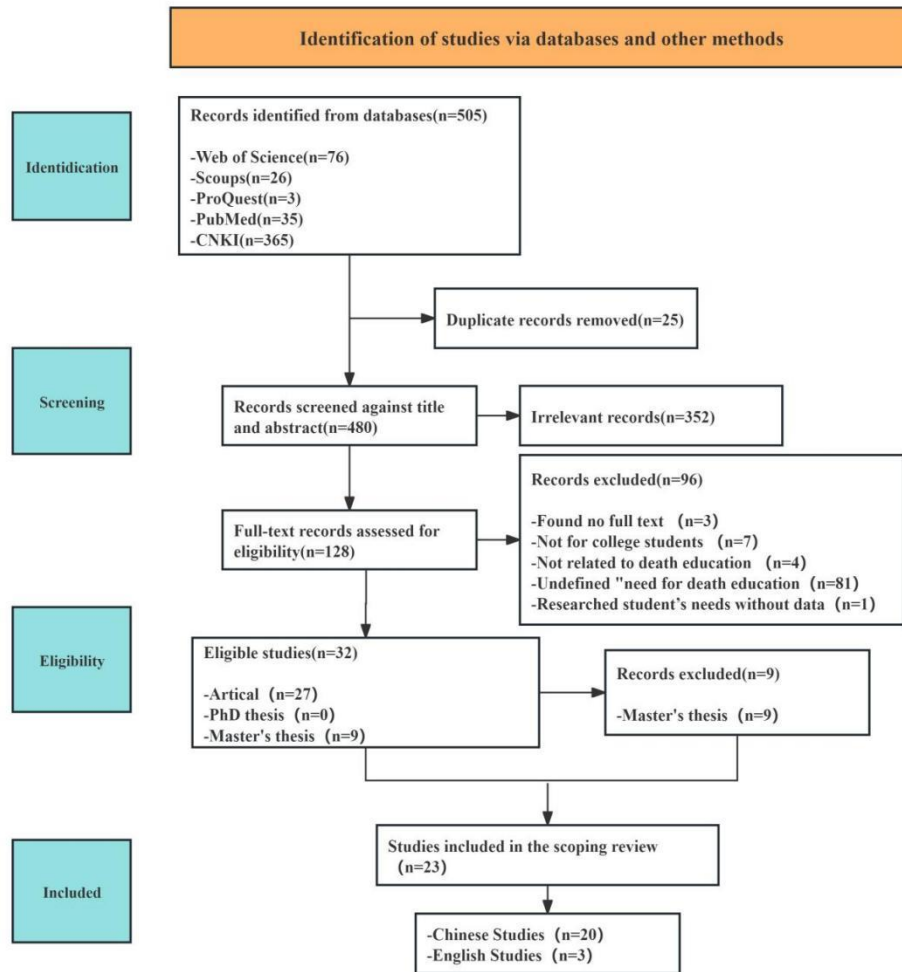 Identification of studies via databases and other methods
Identidication
Records identified from databases(n=505)
-Web of Science(n=76)
-Scoups(n=26)
-ProQuest(n=3)
-PubMed(n=35)
-CNKI(n=365)
Duplicate records removed(n=25)
Screening
Records screened against title
and abstract(n=480)
Irrelevant records(n=352)
Full-text records assessed for
eligibility(n=128)
Records excluded(n=96)
-Found no full text（n=3）
-Not for college students（n=7）
-Not related to death education（n=4）
-Undefined "need for death education（n=81）
-Researched student's needs without data（n=1）
Eligibility
Eligible studies(n=32)
-Artical（n=27）
-PhD thesis（n=0）
-Master's thesis（n=9）
Records excluded(n=9)
-Master's thesis（n=9）
Included
Studies included in the scoping review
（n=23）
-Chinese Studies（n=20）
-English Studies（n=3）